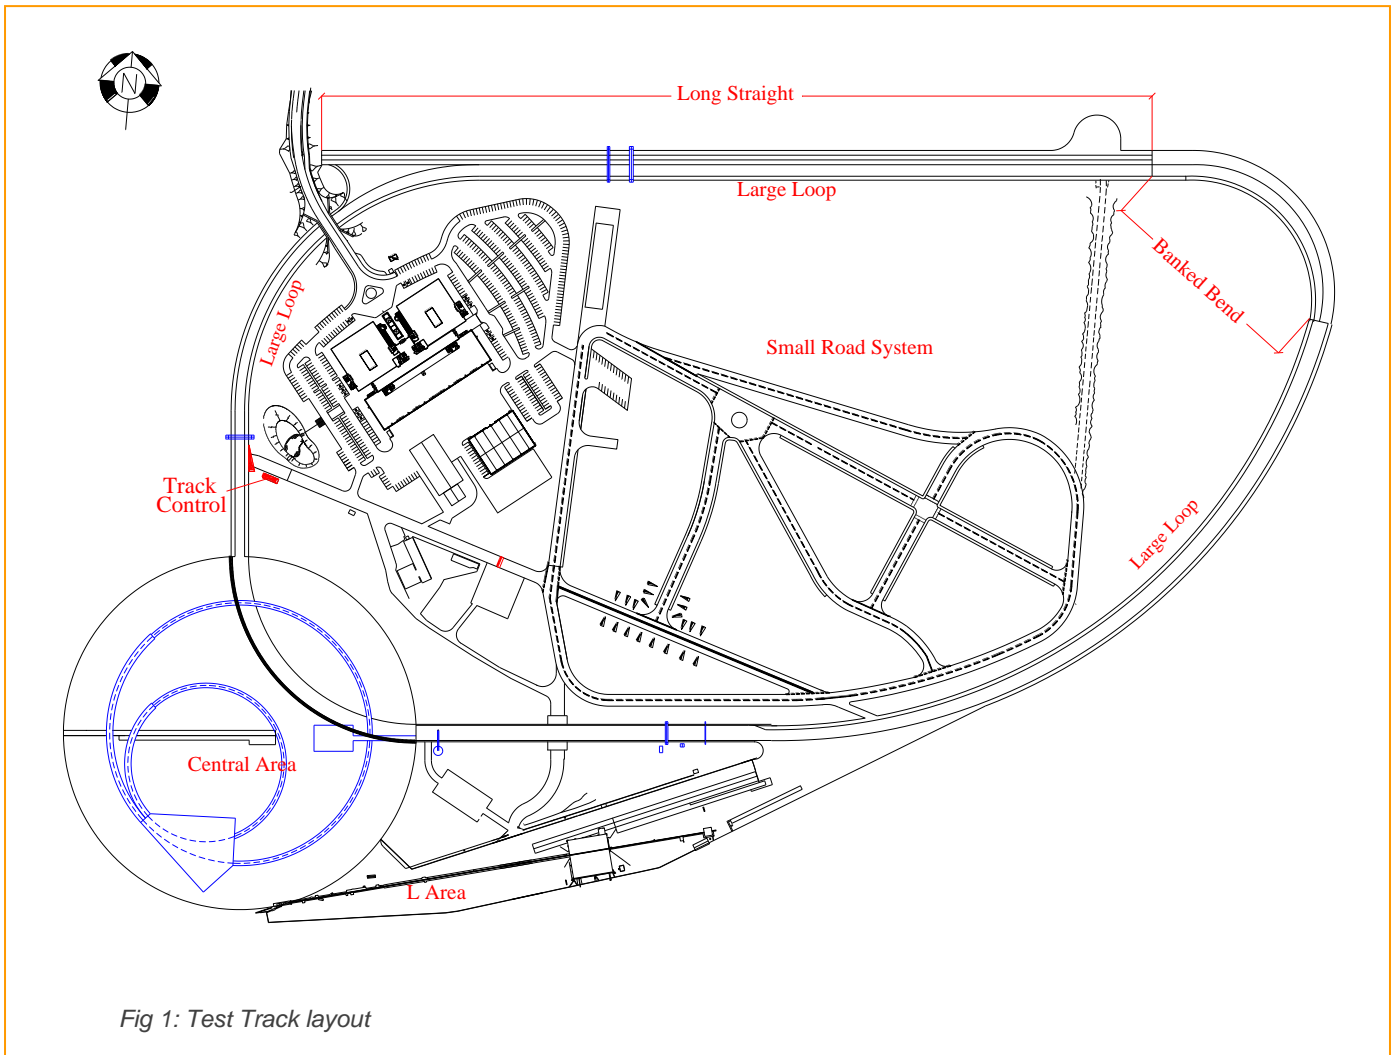 N
Long Straight
Large Loop
Banked Bend
Large Loop
Small Road System
Track
Control
Large Loop
Central Area
L Area
Fig 1: Test Track layout